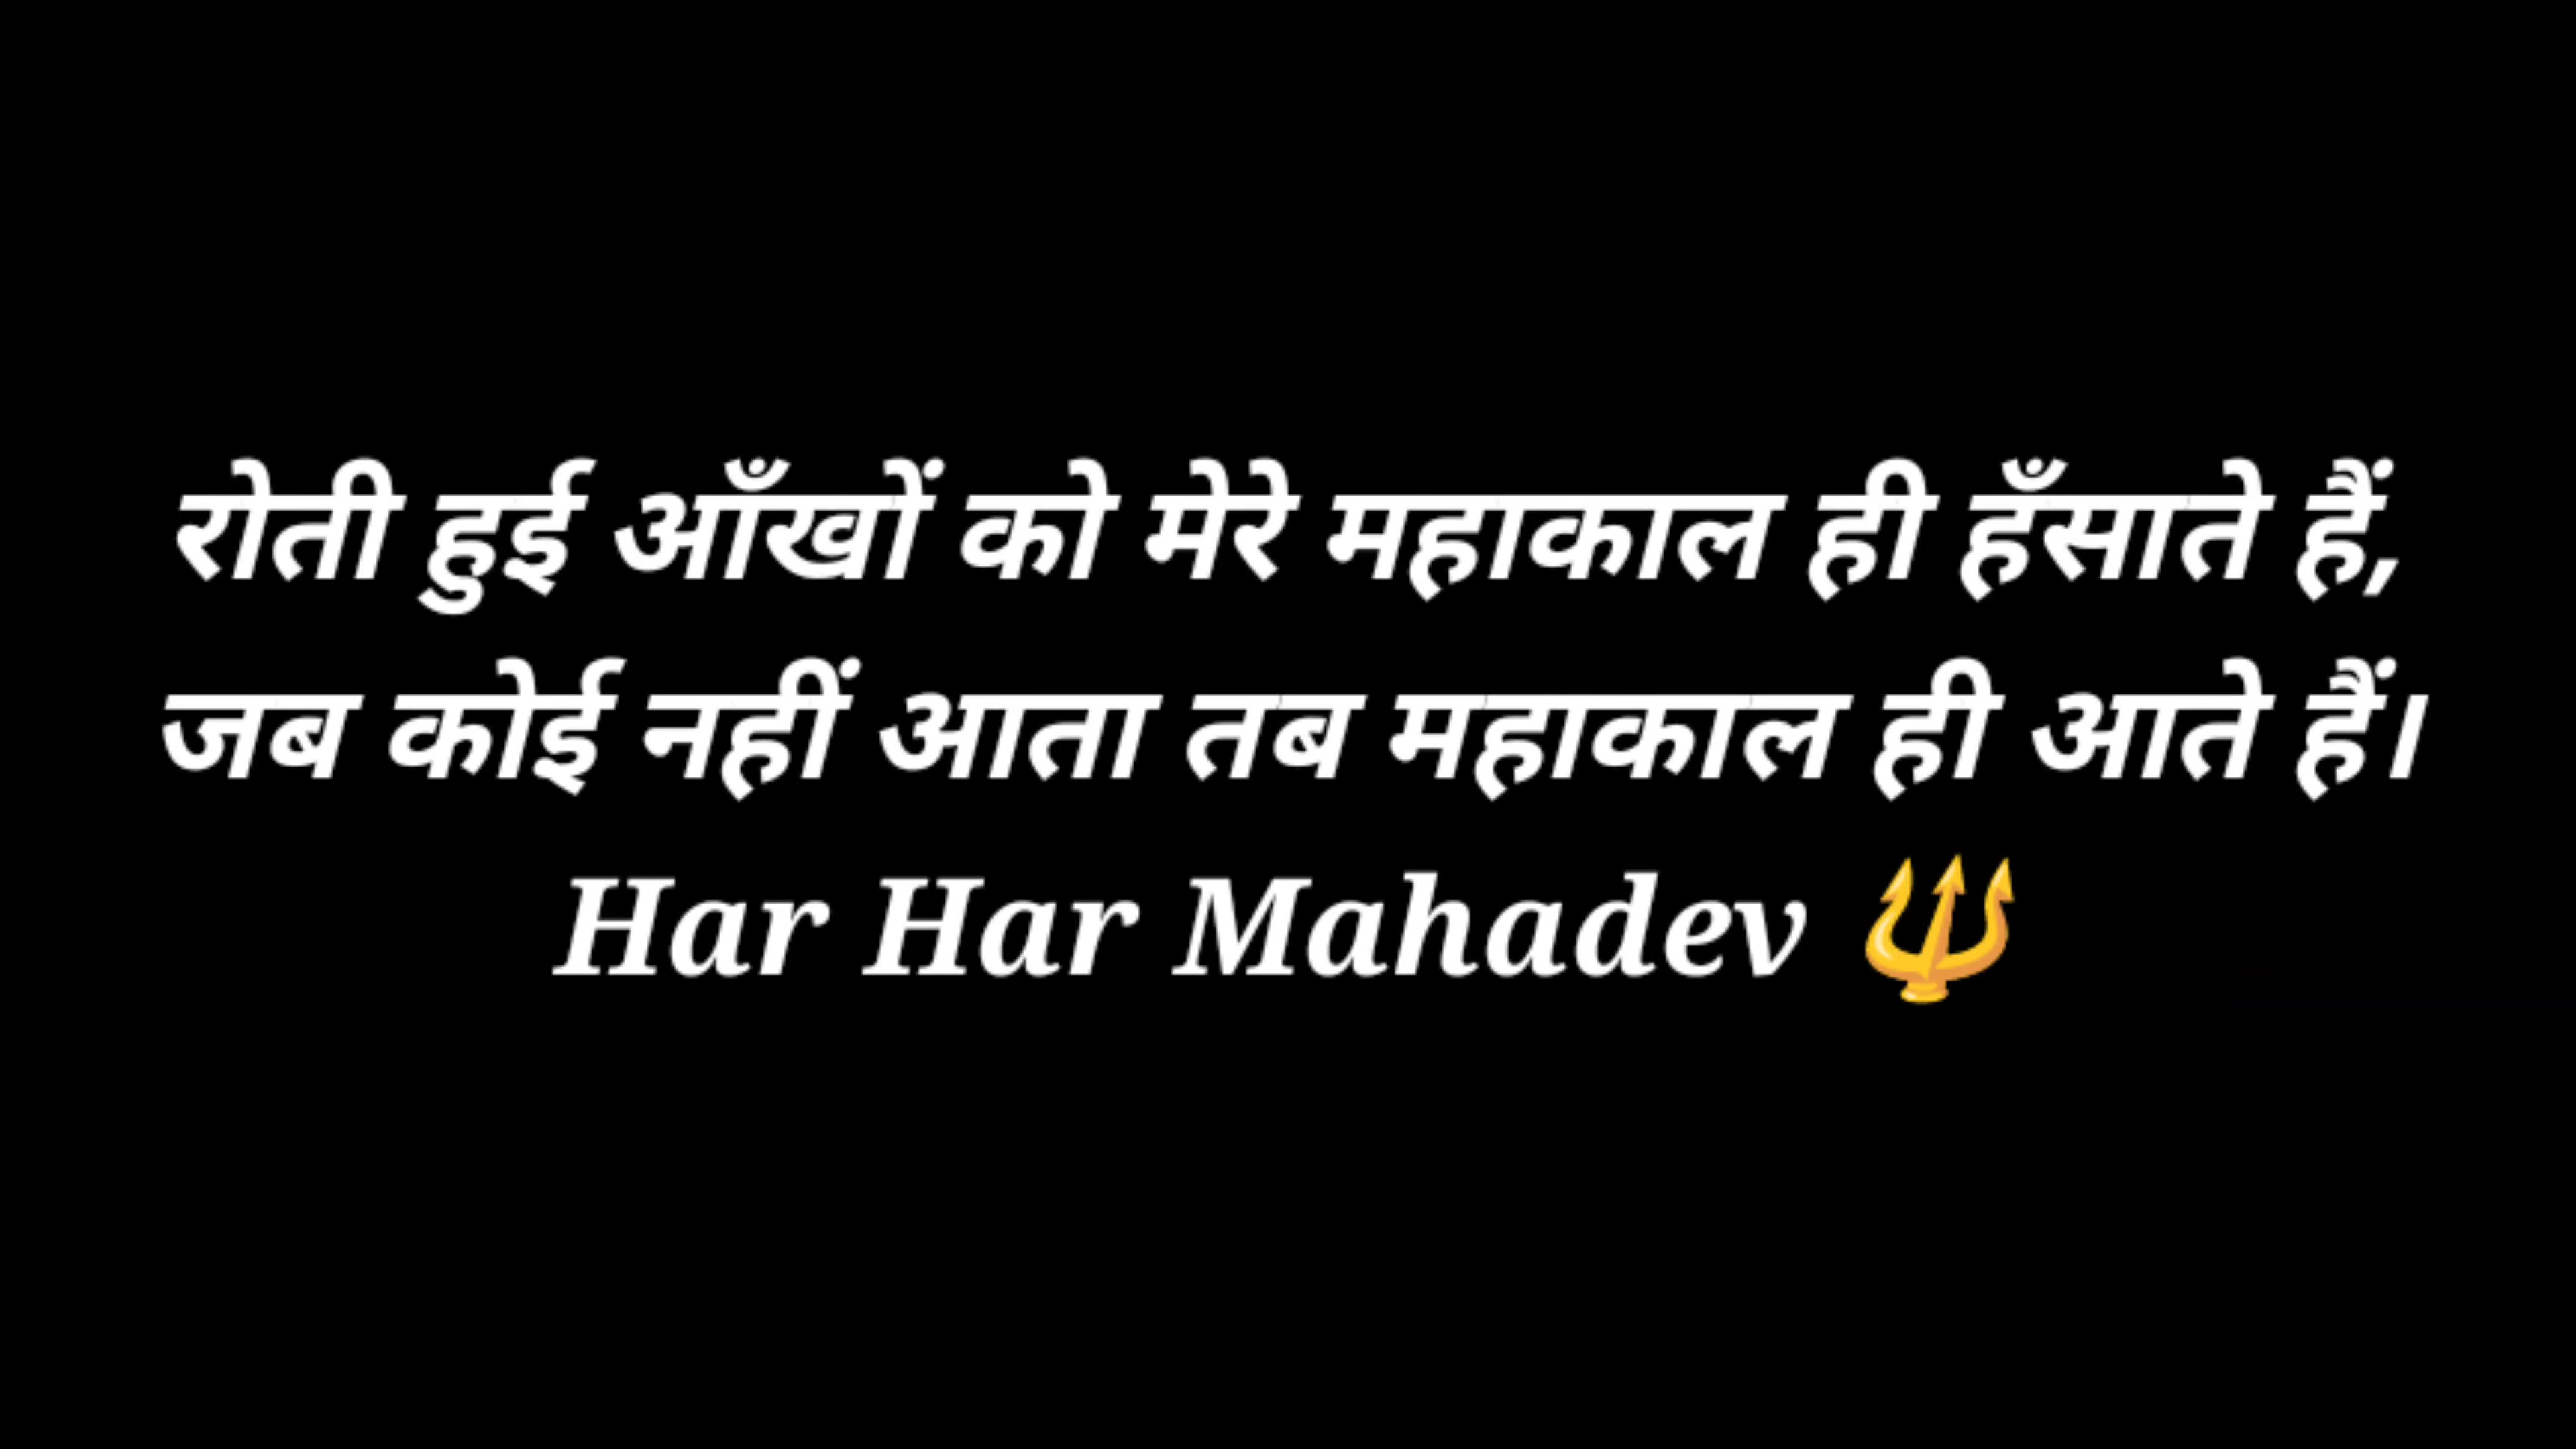 रोती हुई आँखों को मेरे महाकाल ही हँसाते हैं,
जब कोई नहीं आता तब महाकाल ही आते हैं।
Har Har Mahadev 🔱